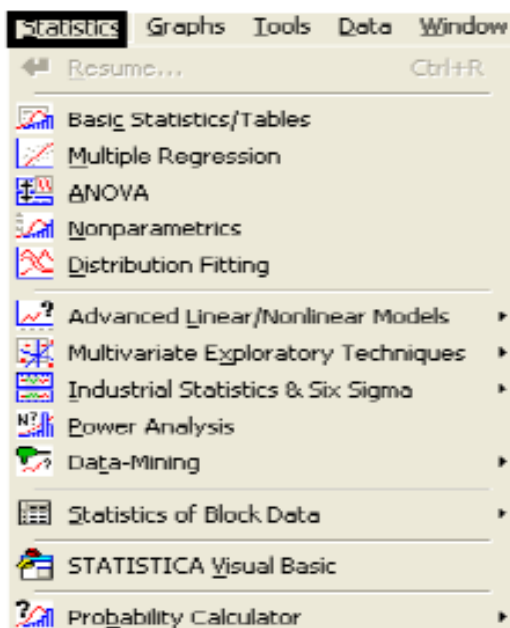 Statistics Graphs Tools Data Window
Resume... Ctrl+R
Basic Statistics/Tables
Multiple Regression
ANOVA
Nonparametrics
Distribution Fitting
Advanced Linear/Nonlinear Models
Multivariate Exploratory Techniques
Industrial Statistics & Six Sigma
Power Analysis
Data-Mining
Statistics of Block Data
STATISTICA Visual Basic
Probability Calculator